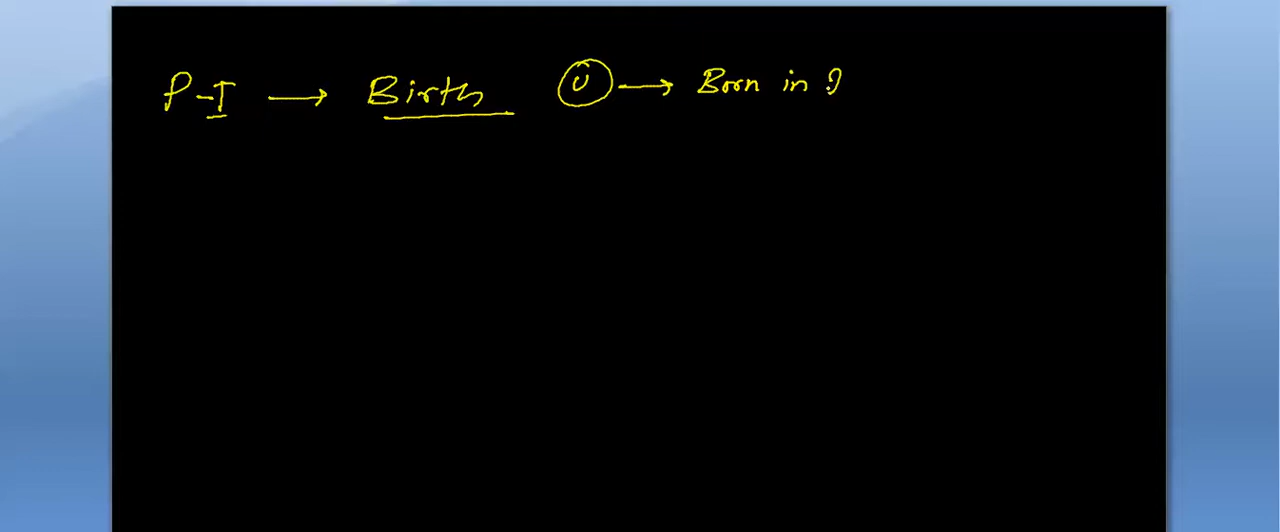 P-I → Birth Ü → Born in